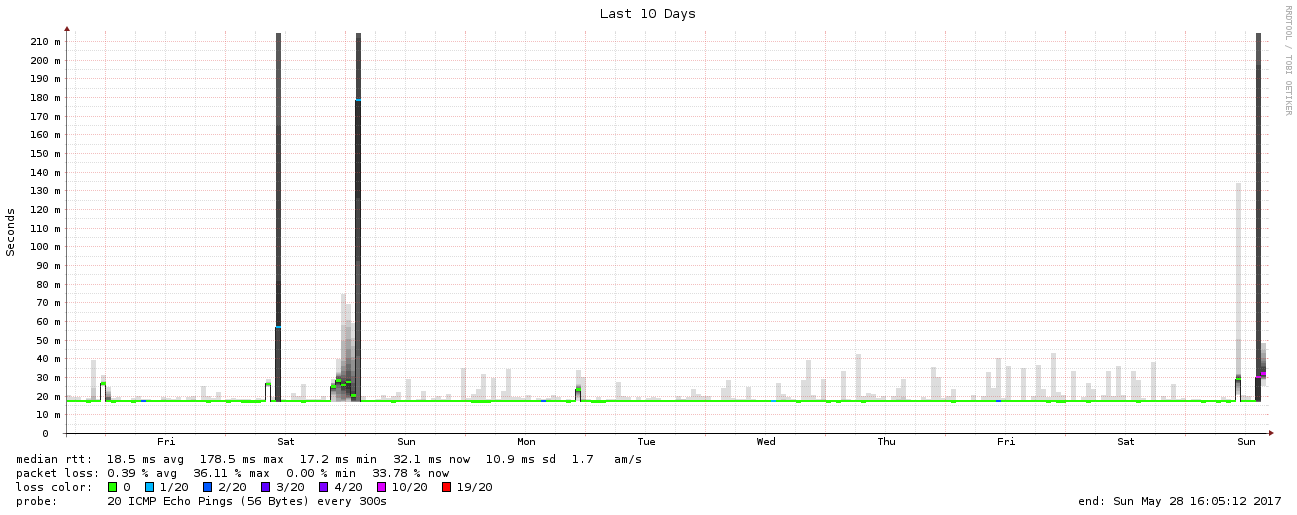 Last 10 Days
RRDTOOL / TOBI OETIKER
Seconds
210 m
200 m
190 m
180 m
170 m
160 m
150 m
140 m
130 m
120 m
110 m
100 m
90 m
80 m
70 m
60 m
50 m
40 m
30 m
20 m
10 m
0
Fri Sat Sun Mon Tue Wed Thu Fri Sat Sun
median rtt: 18.5 ms avg 178.5 ms max 17.2 ms min 32.1 ms now 10.9 ms sd 1.7 am/s
packet loss: 0.39 % avg 36.11 % max 0.00 % min 33.78 % now
loss color: 0 1/20 2/20 3/20 4/20 10/20 19/20
probe: 20 ICMP Echo Pings (56 Bytes) every 300s end: Sun May 28 16:05:12 2017